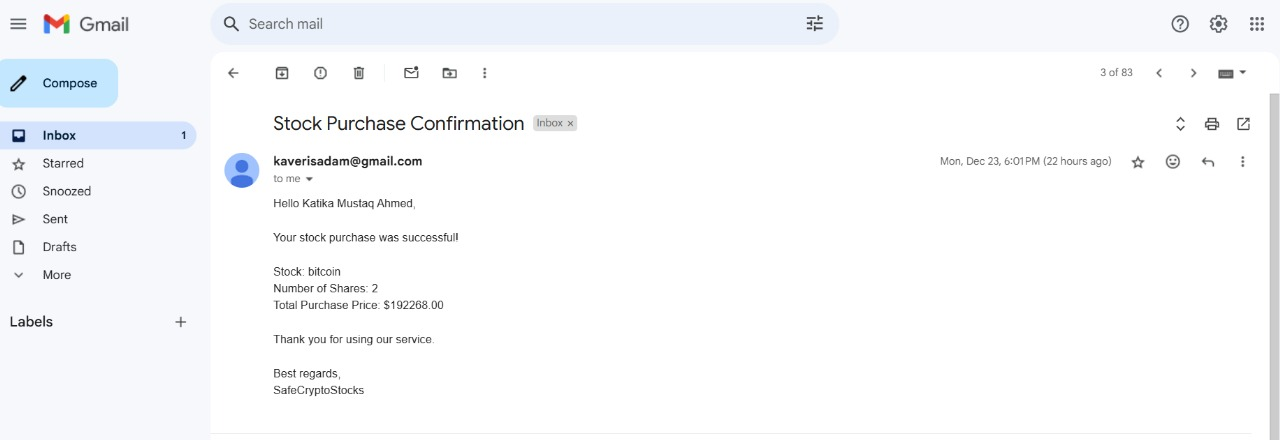 Gmail
Search mail
Compose
3 of 83
Inbox 1
Stock Purchase Confirmation Inbox ×
Starred
kaverisadam@gmail.com Mon, Dec 23, 6:01 PM (22 hours ago)
to me
Snoozed
Hello Katika Mustaq Ahmed,
Sent
Your stock purchase was successful!
Drafts
More
Stock: bitcoin
Number of Shares: 2
Total Purchase Price: $192268.00
Labels +
Thank you for using our service.
Best regards,
SafeCryptoStocks